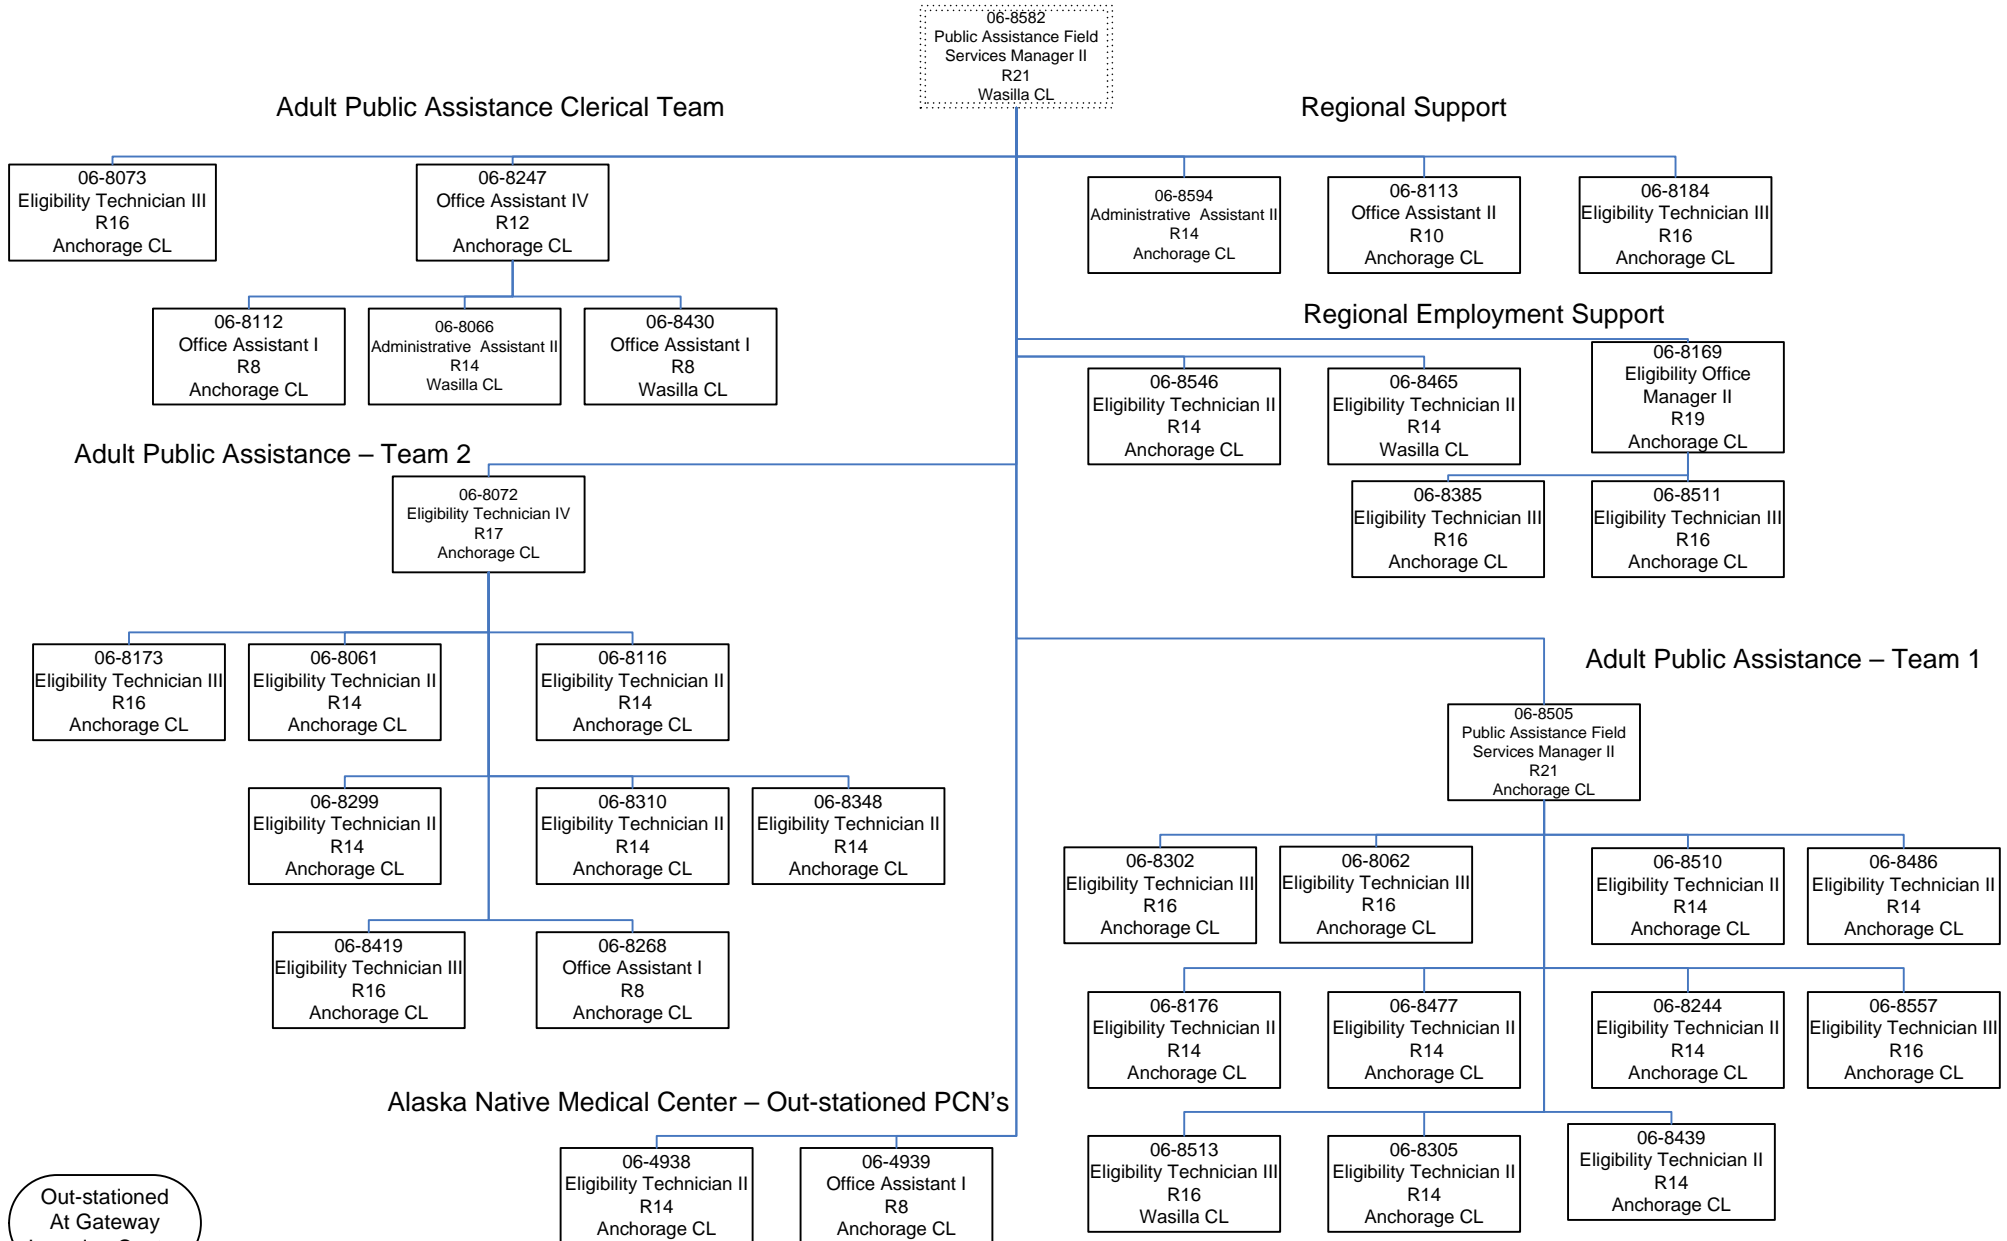 06-8582
Public Assistance Field
Services Manager II
R21
Wasilla CL
Adult Public Assistance Clerical Team
Regional Support
06-8073
Eligibility Technician III
R16
Anchorage CL
06-8247
Office Assistant IV
R12
Anchorage CL
06-8594
Administrative Assistant II
R14
Anchorage CL
06-8113
Office Assistant II
R10
Anchorage CL
06-8184
Eligibility Technician III
R16
Anchorage CL
06-8112
Office Assistant I
R8
Anchorage CL
06-8066
Administrative Assistant II
R14
Wasilla CL
06-8430
Office Assistant I
R8
Wasilla CL
Regional Employment Support
06-8546
Eligibility Technician II
R14
Anchorage CL
06-8465
Eligibility Technician II
R14
Wasilla CL
06-8169
Eligibility Office
Manager II
R19
Anchorage CL
06-8385
Eligibility Technician III
R16
Anchorage CL
06-8511
Eligibility Technician III
R16
Anchorage CL
Adult Public Assistance – Team 2
06-8072
Eligibility Technician IV
R17
Anchorage CL
06-8173
Eligibility Technician III
R16
Anchorage CL
06-8061
Eligibility Technician II
R14
Anchorage CL
06-8116
Eligibility Technician II
R14
Anchorage CL
06-8299
Eligibility Technician II
R14
Anchorage CL
06-8310
Eligibility Technician II
R14
Anchorage CL
06-8348
Eligibility Technician II
R14
Anchorage CL
06-8419
Eligibility Technician III
R16
Anchorage CL
06-8268
Office Assistant I
R8
Anchorage CL
Adult Public Assistance – Team 1
06-8505
Public Assistance Field
Services Manager II
R21
Anchorage CL
06-8302
Eligibility Technician III
R16
Anchorage CL
06-8062
Eligibility Technician III
R16
Anchorage CL
06-8510
Eligibility Technician II
R14
Anchorage CL
06-8486
Eligibility Technician II
R14
Anchorage CL
06-8176
Eligibility Technician II
R14
Anchorage CL
06-8477
Eligibility Technician II
R14
Anchorage CL
06-8244
Eligibility Technician II
R14
Anchorage CL
06-8557
Eligibility Technician III
R16
Anchorage CL
06-8513
Eligibility Technician III
R16
Wasilla CL
06-8305
Eligibility Technician II
R14
Anchorage CL
06-8439
Eligibility Technician II
R14
Anchorage CL
Alaska Native Medical Center – Out-stationed PCN's
06-4938
Eligibility Technician II
R14
Anchorage CL
06-4939
Office Assistant I
R8
Anchorage CL
Out-stationed
At Gateway